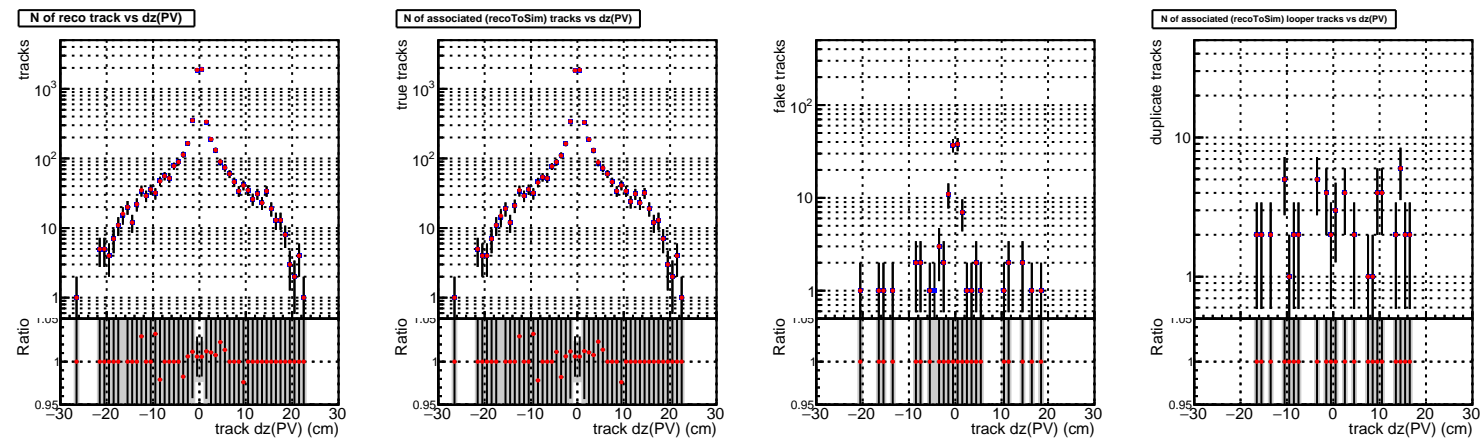 N of reco track vs dz(PV)
tracks
10³
10²
10
1
1.05
Ratio
1
0.95
−30 −20 −10 0 10 20 30
track dz(PV) (cm)
N of associated (recoToSim) tracks vs dz(PV)
true tracks
10³
10²
10
1
1.05
Ratio
1
0.95
−30 −20 −10 0 10 20 30
track dz(PV) (cm)
fake tracks
10²
10
1
1.05
Ratio
1
0.95
−30 −20 −10 0 10 20 30
track dz(PV) (cm)
N of associated (recoToSim) looper tracks vs dz(PV)
duplicate tracks
10
1
1.05
Ratio
1
0.95
−30 −20 −10 0 10 20 30
track dz(PV) (cm)